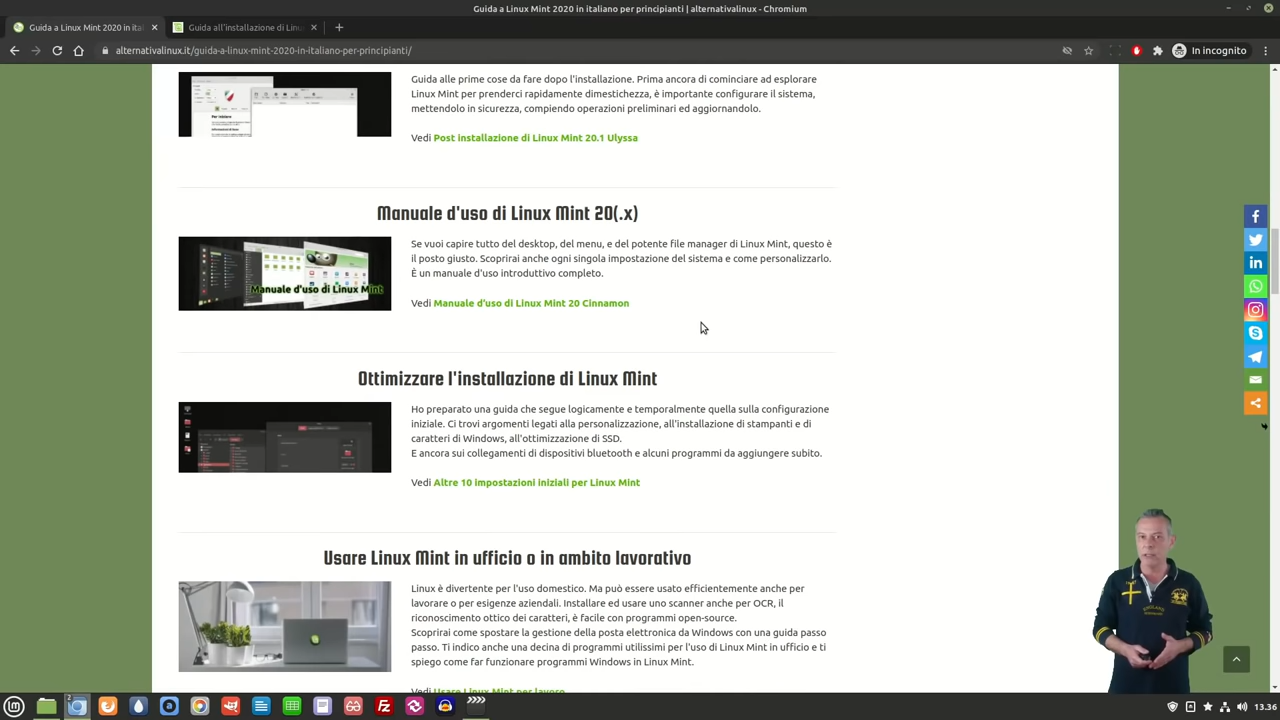 Guida a Linux Mint 2020 in italiano per principianti | alternativalinux - Chromium
Guida a Linux Mint 2020 in ita
Guida all'installazione di Linu
alternativalinux.it/guida-a-linux-mint-2020-in-italiano-per-principianti/
In incognito
Guida alle prime cose da fare dopo l'installazione. Prima ancora di cominciare ad esplorare
Linux Mint per prenderci rapidamente dimestichezza, è importante configurare il sistema,
mettendolo in sicurezza, compiendo operazioni preliminari ed aggiornandolo.
Vedi Post installazione di Linux Mint 20.1 Ulyssa
Manuale d'uso di Linux Mint 20(.x)
Se vuoi capire tutto del desktop, del menu, e del potente file manager di Linux Mint, questo è
il posto giusto. Scoprirai anche ogni singola impostazione del sistema e come personalizzarlo.
È un manuale d'uso introduttivo completo.
Manuale d'uso di Linux Mint
Vedi Manuale d'uso di Linux Mint 20 Cinnamon
Ottimizzare l'installazione di Linux Mint
Ho preparato una guida che segue logicamente e temporalmente quella sulla configurazione
iniziale. Ci trovi argomenti legati alla personalizzazione, all'installazione di stampanti e di
caratteri di Windows, all'ottimizzazione di SSD.
E ancora sui collegamenti di dispositivi bluetooth e alcuni programmi da aggiungere subito.
Vedi Altre 10 impostazioni iniziali per Linux Mint
Usare Linux Mint in ufficio o in ambito lavorativo
Linux è divertente per l'uso domestico. Ma può essere usato efficientemente anche per
lavorare o per esigenze aziendali. Installare ed usare uno scanner anche per OCR, il
riconoscimento ottico dei caratteri, è facile con programmi open-source.
Scoprirai come spostare la gestione della posta elettronica da Windows con una guida passo
passo. Ti indico anche una decina di programmi utilissimi per l'uso di Linux Mint in ufficio e ti
spiego come far funzionare programmi Windows in Linux Mint.
Vedi Usare Linux Mint per lavoro
13.36